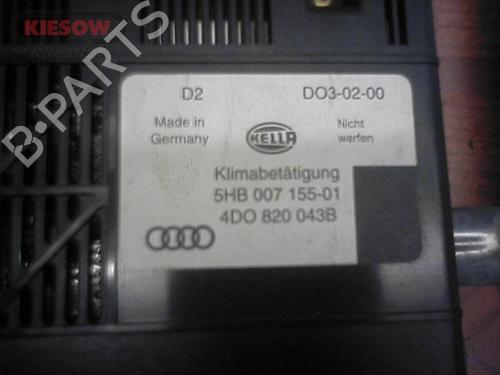 KIESOW
B-PARTS
D2 DO3-02-00
Made in Germany
HELLA
Nicht werfen
Klimabetätigung
5HB 007 155-01
4DO 820 043B